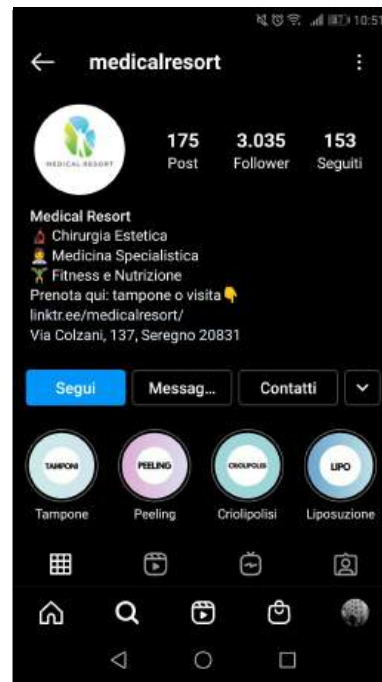 10:51
medicalresort
MEDICAL RESORT
175 3.035 153
Post Follower Seguiti
Medical Resort
Chirurgia Estetica
Medicina Specialistica
Fitness e Nutrizione
Prenota qui: tampone o visita
linktr.ee/medicalresort/
Via Colzani, 137, Seregno 20831
Segui Messag... Contatti
TAMPONI PEELING CRIOLIPOLISI LIPO
Tampone Peeling Criolipolisi Liposuzione